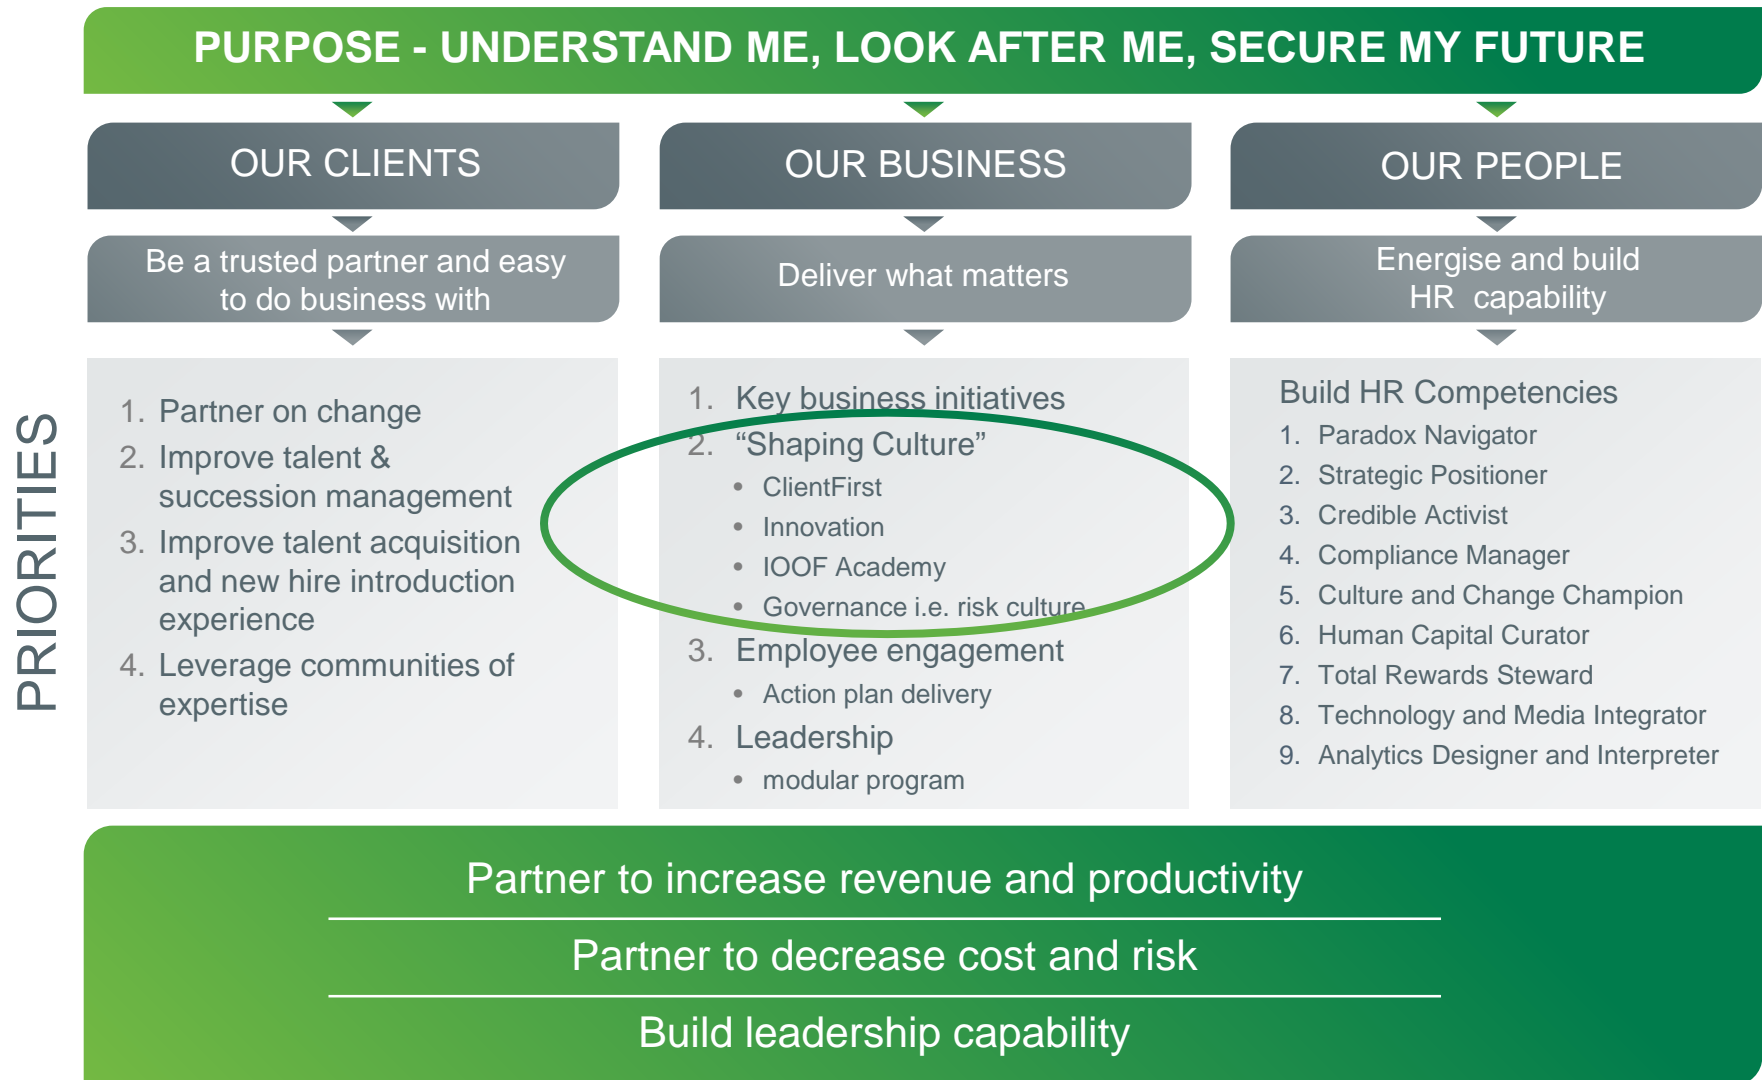 PURPOSE - UNDERSTAND ME, LOOK AFTER ME, SECURE MY FUTURE
OUR CLIENTS
Be a trusted partner and easy
to do business with
OUR BUSINESS
Deliver what matters
OUR PEOPLE
Energise and build
HR capability
PRIORITIES
1. Partner on change
2. Improve talent &
succession management
3. Improve talent acquisition
and new hire introduction
experience
4. Leverage communities of
expertise
1. Key business initiatives
2. “Shaping Culture”
• ClientFirst
• Innovation
• IOOF Academy
• Governance i.e. risk culture
3. Employee engagement
• Action plan delivery
4. Leadership
• modular program
Build HR Competencies
1. Paradox Navigator
2. Strategic Positioner
3. Credible Activist
4. Compliance Manager
5. Culture and Change Champion
6. Human Capital Curator
7. Total Rewards Steward
8. Technology and Media Integrator
9. Analytics Designer and Interpreter
Partner to increase revenue and productivity
Partner to decrease cost and risk
Build leadership capability